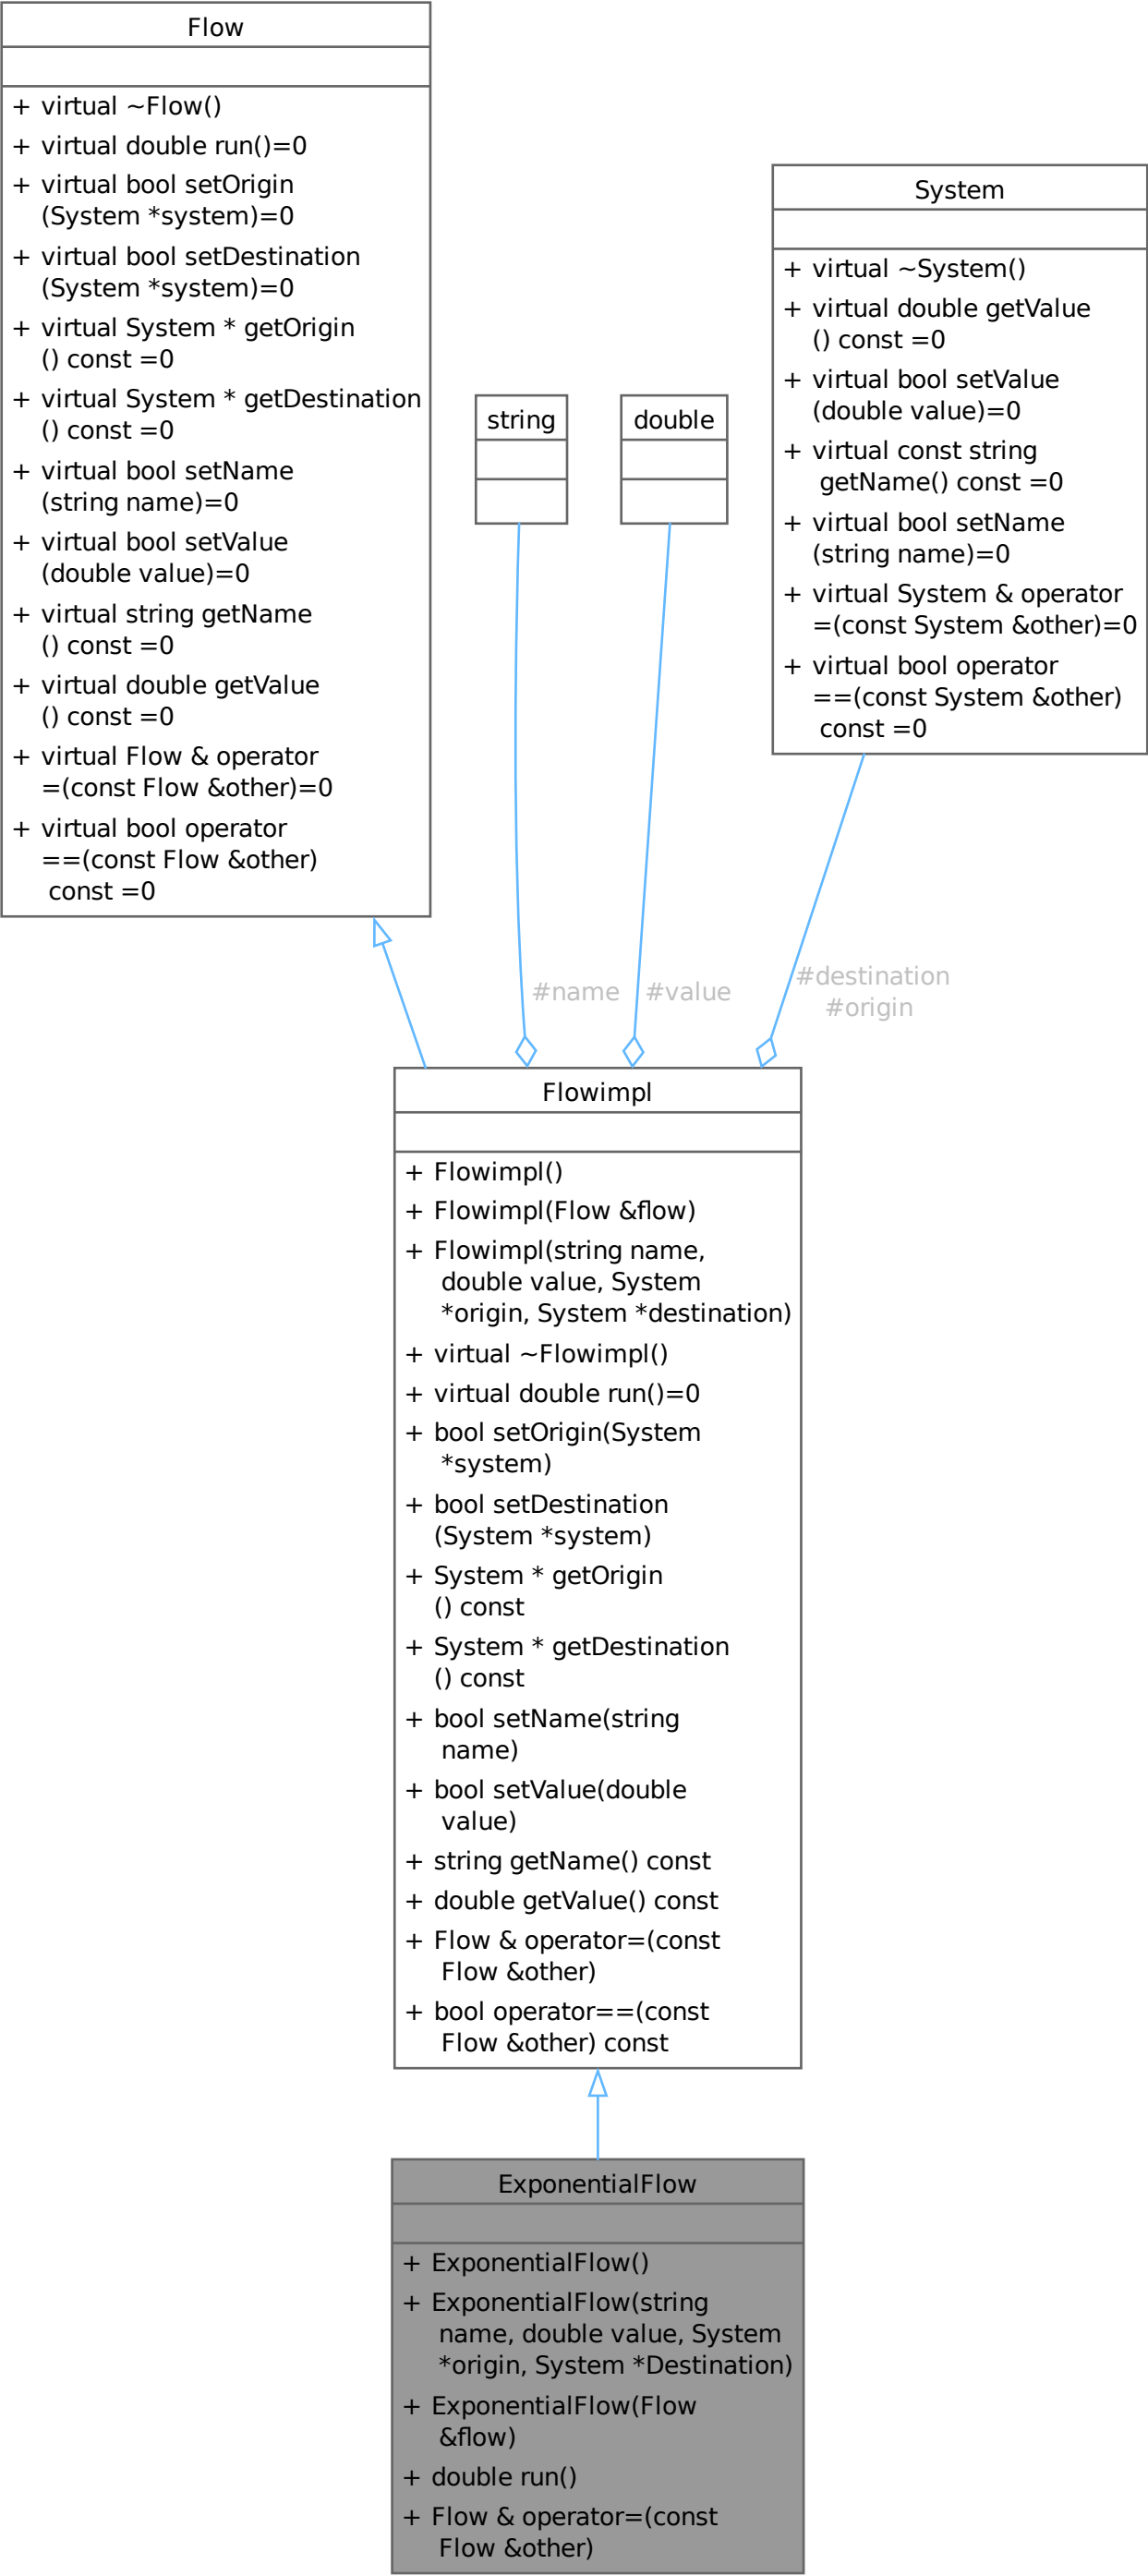 Flow
+ virtual ~Flow()
+ virtual double run()=0
+ virtual bool setOrigin
(System *system)=0
+ virtual bool setDestination
(System *system)=0
+ virtual System * getOrigin
() const =0
+ virtual System * getDestination
() const =0
+ virtual bool setName
(string name)=0
+ virtual bool setValue
(double value)=0
+ virtual string getName
() const =0
+ virtual double getValue
() const =0
+ virtual Flow & operator
=(const Flow &other)=0
+ virtual bool operator
==(const Flow &other)
const =0
string
double
System
+ virtual ~System()
+ virtual double getValue
() const =0
+ virtual bool setValue
(double value)=0
+ virtual const string
getName() const =0
+ virtual bool setName
(string name)=0
+ virtual System & operator
=(const System &other)=0
+ virtual bool operator
==(const System &other)
const =0
#name
#value
#destination
#origin
Flowimpl
+ Flowimpl()
+ Flowimpl(Flow &flow)
+ Flowimpl(string name,
double value, System
*origin, System *destination)
+ virtual ~Flowimpl()
+ virtual double run()=0
+ bool setOrigin(System
*system)
+ bool setDestination
(System *system)
+ System * getOrigin
() const
+ System * getDestination
() const
+ bool setName(string
name)
+ bool setValue(double
value)
+ string getName() const
+ double getValue() const
+ Flow & operator=(const
Flow &other)
+ bool operator==(const
Flow &other) const
ExponentialFlow
+ ExponentialFlow()
+ ExponentialFlow(string
name, double value, System
*origin, System *Destination)
+ ExponentialFlow(Flow
&flow)
+ double run()
+ Flow & operator=(const
Flow &other)